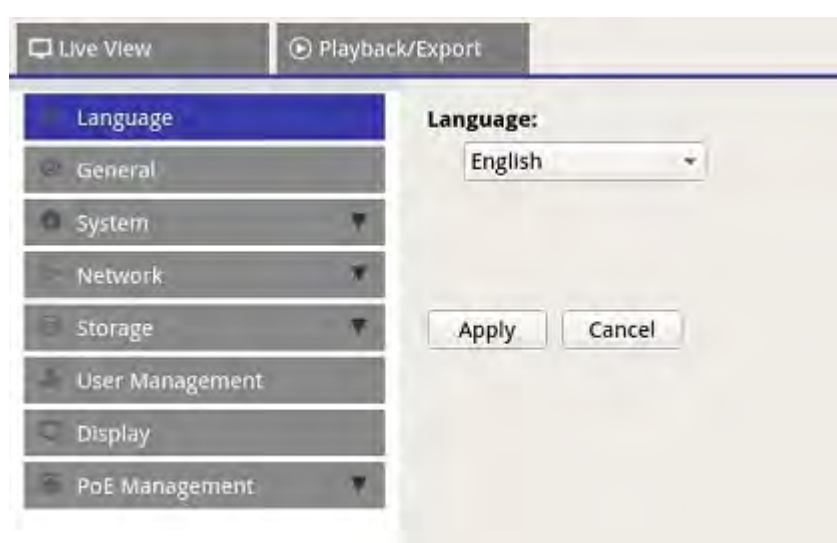 Live View
Playback/Export
Language
General
System
Network
Storage
User Management
Display
PoE Management
Language:
English
Apply
Cancel